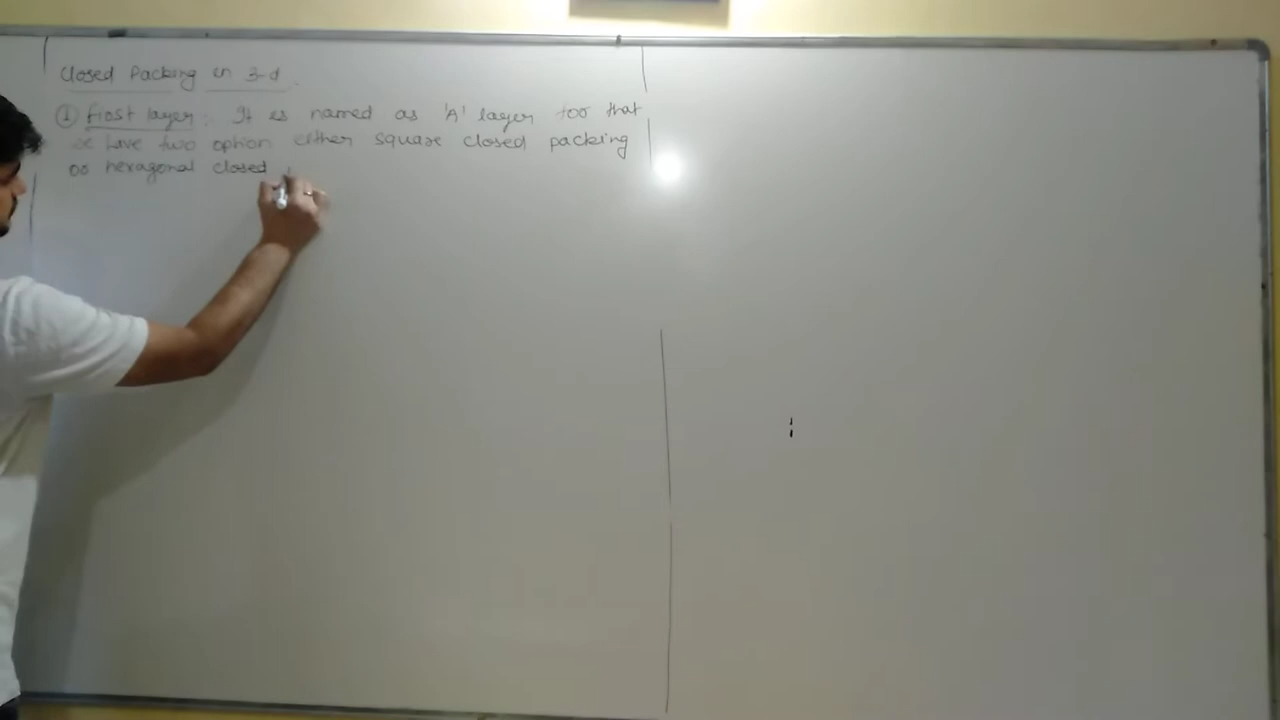 Closed Packing in 3-d.
① first layer: It is named as 'A' layer for that
we have two option either square closed packing
or hexagonal closed